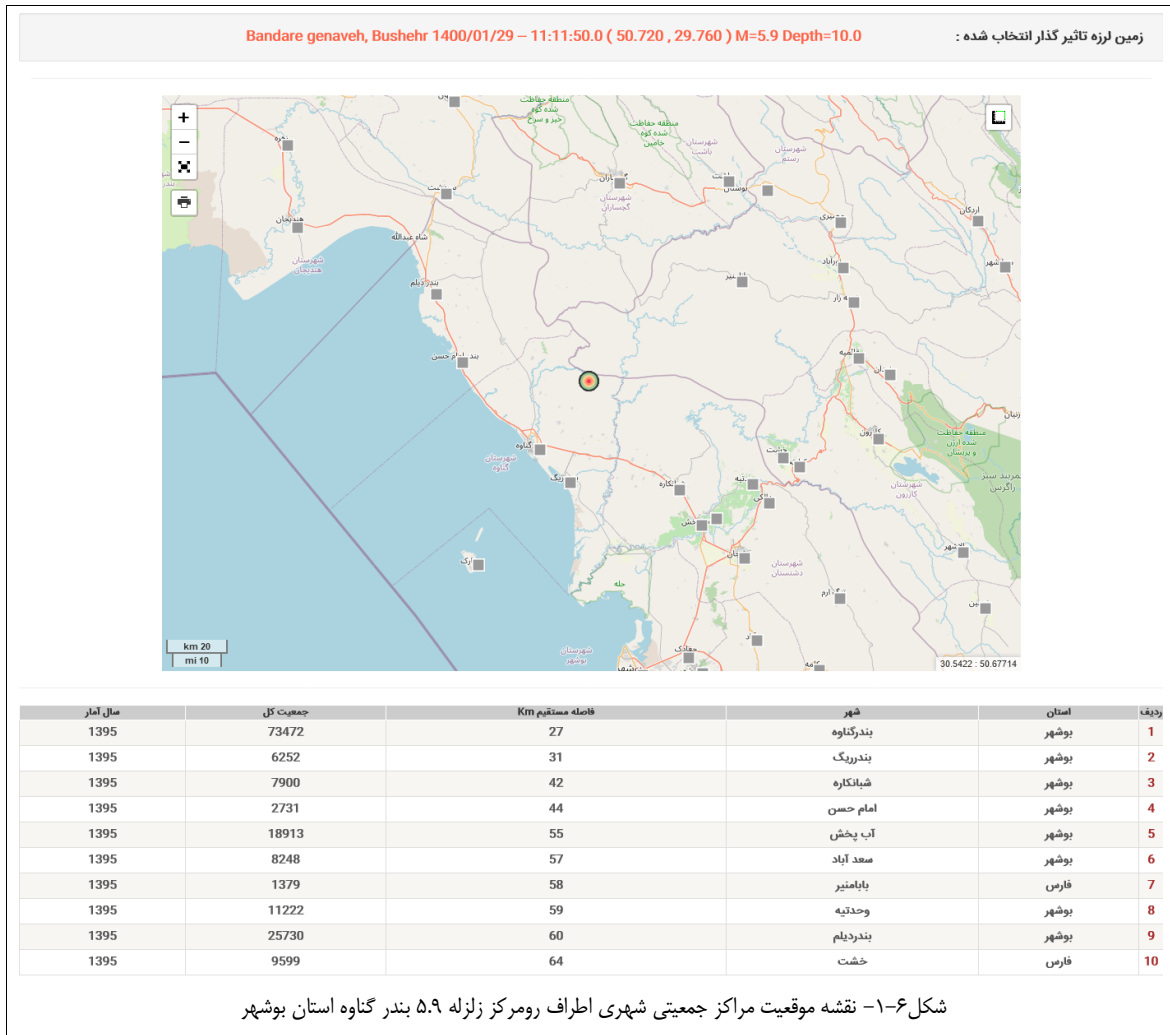 زمین لرزه تاثیر گذار انتخاب شده :
Bandare genaveh, Bushehr 1400/01/29 – 11:11:50.0 ( 50.720 , 29.760 ) M=5.9 Depth=10.0
+
−
منطقه حفاظت
شده کوه
خیز و سرخ
منطقه حفاظت
شده کوه
خامین
شهرستان
باشت
شهرستان
رستم
شهرستان
گچساران
اردکان
هندیجان
شهرستان
هندیجان
شاه عبدالله
بندر دیلم
گناوه
شهرستان
گناوه
منطقه حفاظت
شده ارژن
و پریشان
شهرستان
کازرون
شهرستان
دشتستان
حله
شهرستان
بوشهر
km 20
mi 10
30.5422 : 50.67714
ردیف استان شهر فاصله مستقیم Km جمعیت کل سال آمار
1 بوشهر بندرگناوه 27 73472 1395
2 بوشهر بندرریگ 31 6252 1395
3 بوشهر شبانکاره 42 7900 1395
4 بوشهر امام حسن 44 2731 1395
5 بوشهر آب پخش 55 18913 1395
6 بوشهر سعد آباد 57 8248 1395
7 فارس بابامنیر 58 1379 1395
8 بوشهر وحدتیه 59 11222 1395
9 بوشهر بندردیلم 60 25730 1395
10 فارس خشت 64 9599 1395
شکل۶-۱- نقشه موقعیت مراکز جمعیتی شهری اطراف رومرکز زلزله ۵.۹ بندر گناوه استان بوشهر